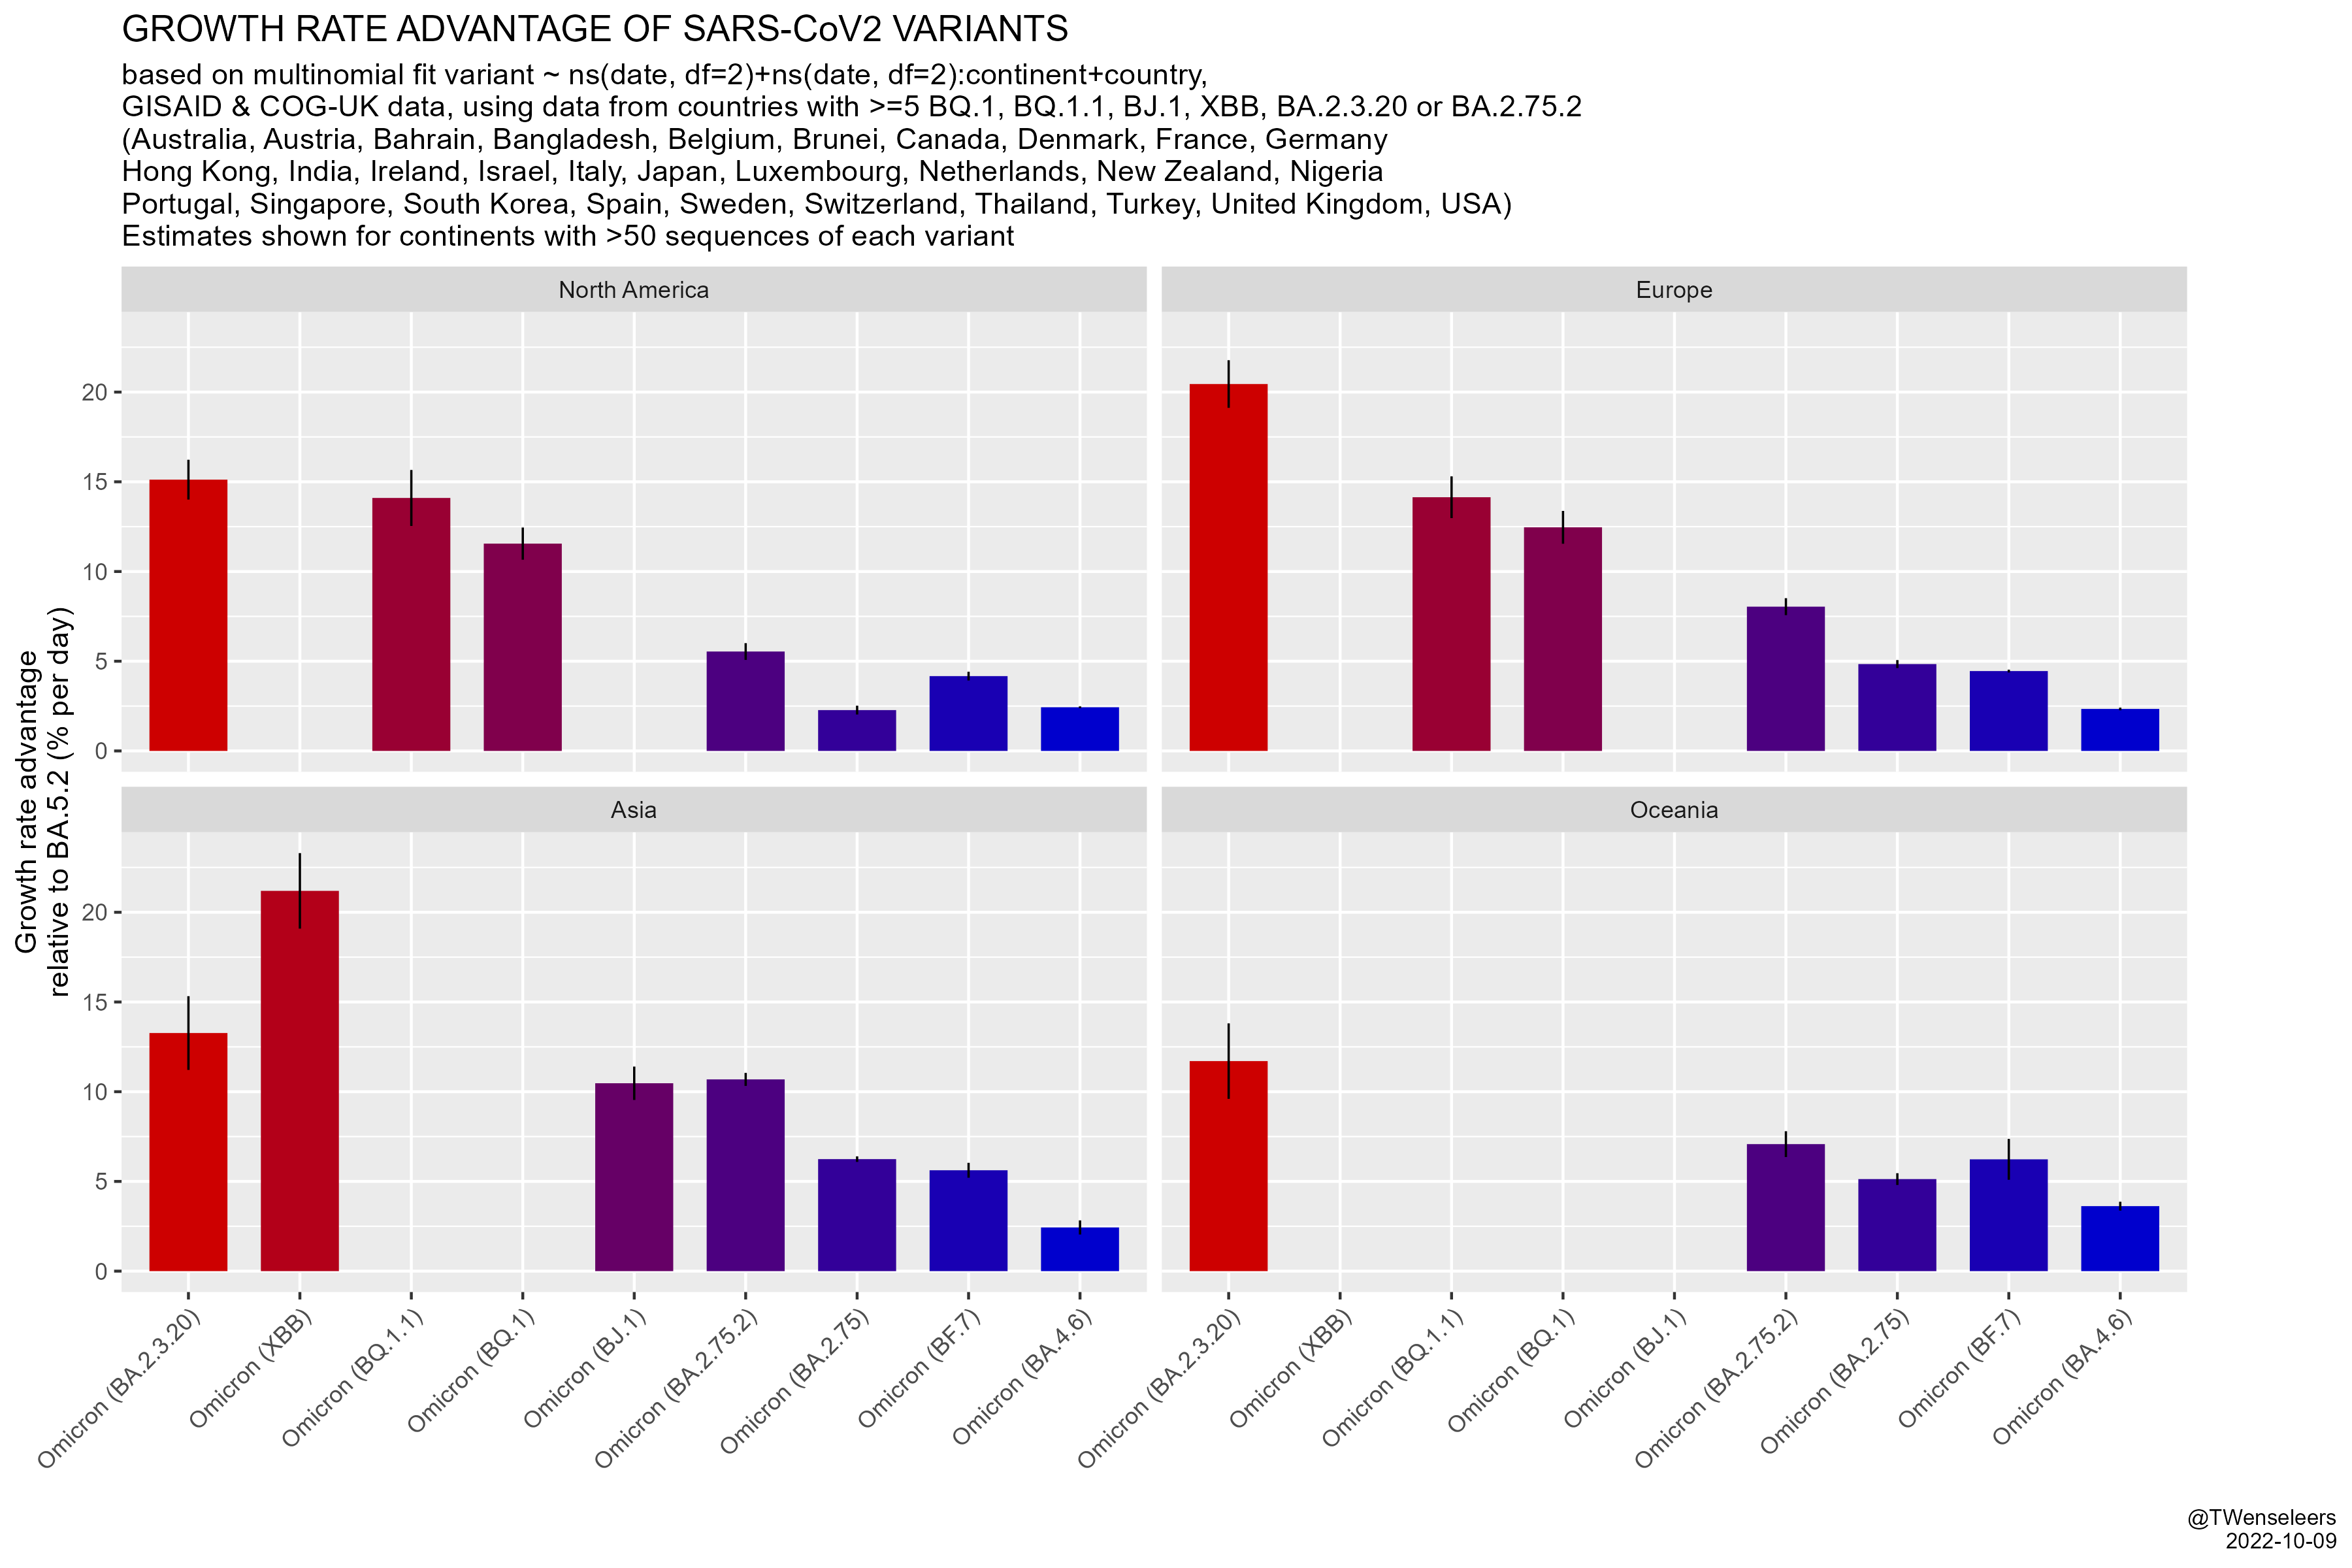 GROWTH RATE ADVANTAGE OF SARS-CoV2 VARIANTS
based on multinomial fit variant ~ ns(date, df=2)+ns(date, df=2):continent+country,
GISAID & COG-UK data, using data from countries with >=5 BQ.1, BQ.1.1, BJ.1, XBB, BA.2.3.20 or BA.2.75.2
(Australia, Austria, Bahrain, Bangladesh, Belgium, Brunei, Canada, Denmark, France, Germany
Hong Kong, India, Ireland, Israel, Italy, Japan, Luxembourg, Netherlands, New Zealand, Nigeria
Portugal, Singapore, South Korea, Spain, Sweden, Switzerland, Thailand, Turkey, United Kingdom, USA)
Estimates shown for continents with >50 sequences of each variant
North America
Europe
20
15
10
5
0
Asia
Oceania
20
15
10
5
0
Growth rate advantage
relative to BA.5.2 (% per day)
Omicron (BA.2.3.20)
Omicron (XBB)
Omicron (BQ.1.1)
Omicron (BQ.1)
Omicron (BJ.1)
Omicron (BA.2.75.2)
Omicron (BA.2.75)
Omicron (BF.7)
Omicron (BA.4.6)
Omicron (BA.2.3.20)
Omicron (XBB)
Omicron (BQ.1.1)
Omicron (BQ.1)
Omicron (BJ.1)
Omicron (BA.2.75.2)
Omicron (BA.2.75)
Omicron (BF.7)
Omicron (BA.4.6)
@TWenseleers
2022-10-09